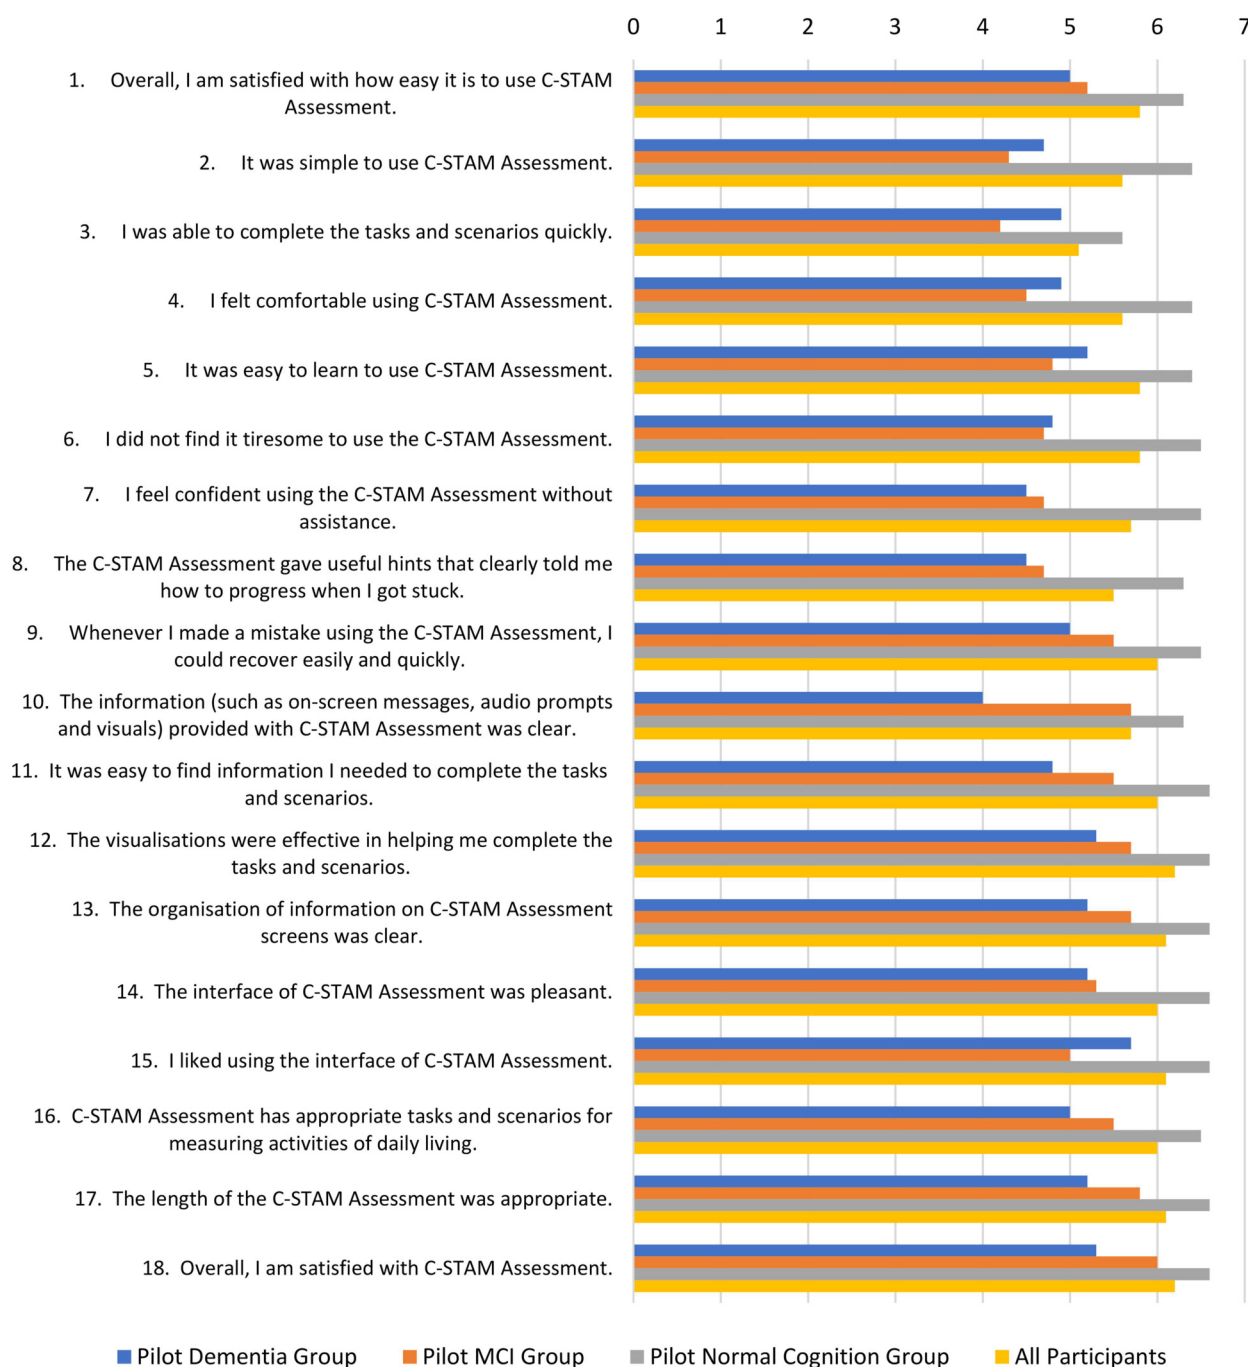 0 1 2 3 4 5 6 7
1. Overall, I am satisfied with how easy it is to use C-STAM
Assessment.
2. It was simple to use C-STAM Assessment.
3. I was able to complete the tasks and scenarios quickly.
4. I felt comfortable using C-STAM Assessment.
5. It was easy to learn to use C-STAM Assessment.
6. I did not find it tiresome to use the C-STAM Assessment.
7. I feel confident using the C-STAM Assessment without
assistance.
8. The C-STAM Assessment gave useful hints that clearly told me
how to progress when I got stuck.
9. Whenever I made a mistake using the C-STAM Assessment, I
could recover easily and quickly.
10. The information (such as on-screen messages, audio prompts
and visuals) provided with C-STAM Assessment was clear.
11. It was easy to find information I needed to complete the tasks
and scenarios.
12. The visualisations were effective in helping me complete the
tasks and scenarios.
13. The organisation of information on C-STAM Assessment
screens was clear.
14. The interface of C-STAM Assessment was pleasant.
15. I liked using the interface of C-STAM Assessment.
16. C-STAM Assessment has appropriate tasks and scenarios for
measuring activities of daily living.
17. The length of the C-STAM Assessment was appropriate.
18. Overall, I am satisfied with C-STAM Assessment.
Pilot Dementia Group Pilot MCI Group Pilot Normal Cognition Group All Participants